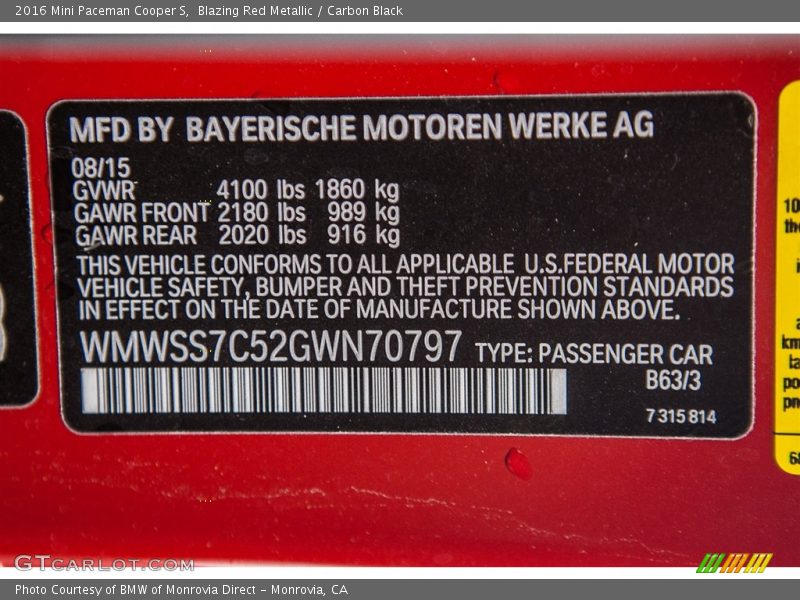 2016 Mini Paceman Cooper S,  Blazing Red Metallic / Carbon Black
MFD BY BAYERISCHE MOTOREN WERKE AG
08/15
GVWR 4100 lbs 1860 kg
GAWR FRONT 2180 lbs 989 kg
GAWR REAR 2020 lbs 916 kg
THIS VEHICLE CONFORMS TO ALL APPLICABLE U.S.FEDERAL MOTOR
VEHICLE SAFETY, BUMPER AND THEFT PREVENTION STANDARDS
IN EFFECT ON THE DATE OF MANUFACTURE SHOWN ABOVE.
WMWSS7C52GWN70797 TYPE: PASSENGER CAR
B63/3
7 315 814
GTCARLOT.COM
Photo Courtesy of BMW of Monrovia Direct - Monrovia, CA